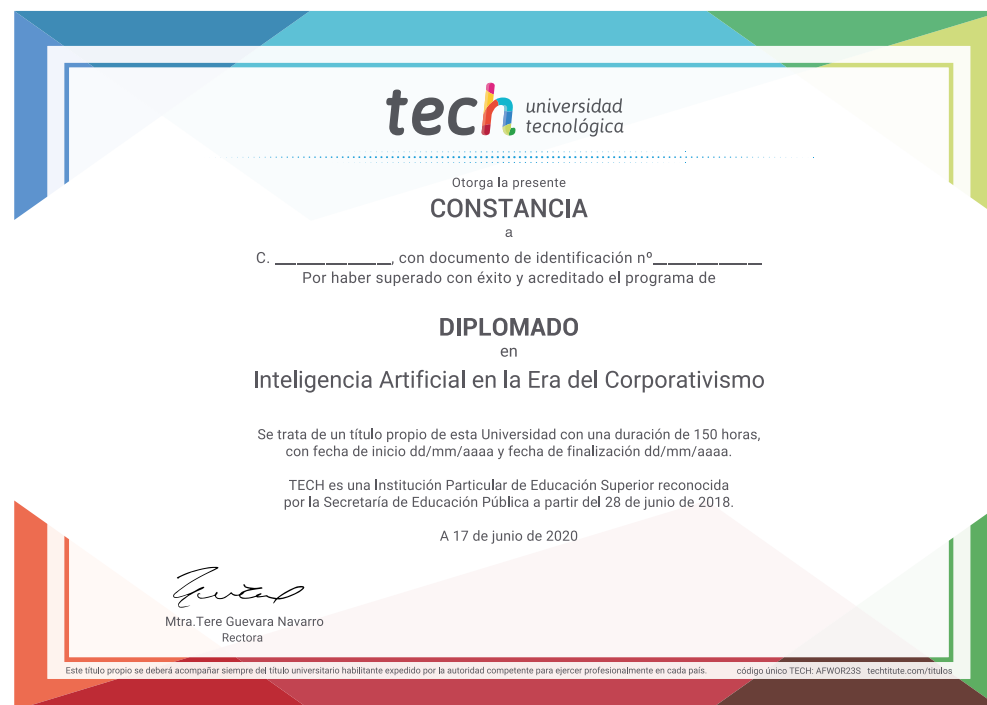 tech universidad
tecnológica
Otorga la presente
CONSTANCIA
a
C. ______________, con documento de identificación nº______________
Por haber superado con éxito y acreditado el programa de
DIPLOMADO
en
Inteligencia Artificial en la Era del Corporativismo
Se trata de un título propio de esta Universidad con una duración de 150 horas,
con fecha de inicio dd/mm/aaaa y fecha de finalización dd/mm/aaaa.
TECH es una Institución Particular de Educación Superior reconocida
por la Secretaría de Educación Pública a partir del 28 de junio de 2018.
A 17 de junio de 2020
Mtra.Tere Guevara Navarro
Rectora
Este título propio se deberá acompañar siempre del título universitario habilitante expedido por la autoridad competente para ejercer profesionalmente en cada país. código único TECH: AFWOR23S techtitute.com/titulos